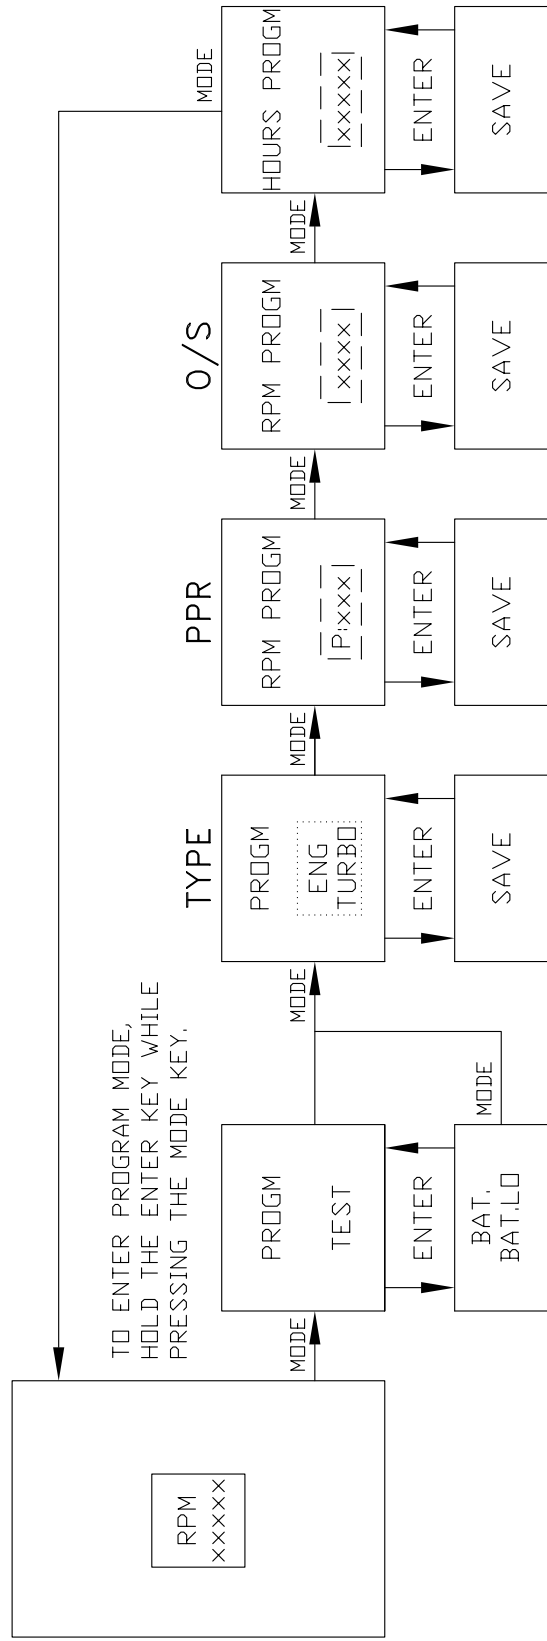 RPM
xxxxx
TO ENTER PROGRAM MODE,
HOLD THE ENTER KEY WHILE
PRESSING THE MODE KEY.
MODE
PROGM
TEST
ENTER
BAT.
BAT.LO
MODE
MODE
TYPE
PROGM
ENG
TURBO
ENTER
SAVE
MODE
PPR
RPM PROGM
|P:xxx|
ENTER
SAVE
MODE
O/S
RPM PROGM
|xxxx|
ENTER
SAVE
MODE
HOURS PROGM
|xxxxx|
ENTER
SAVE
MODE